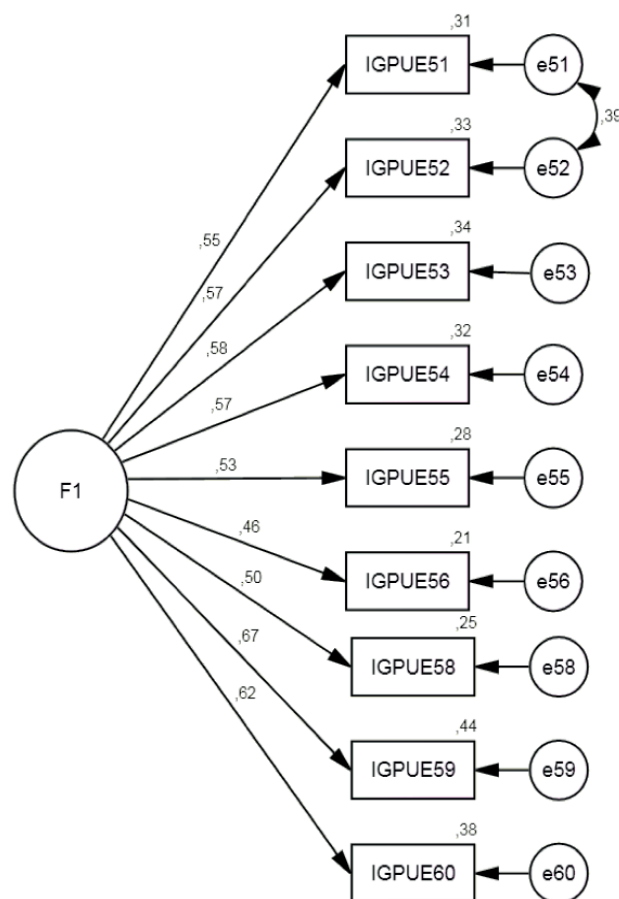 ,31
IGPUE51
e51
,39
,33
IGPUE52
e52
,34
IGPUE53
e53
,32
IGPUE54
e54
,28
IGPUE55
e55
,21
IGPUE56
e56
,25
IGPUE58
e58
,44
IGPUE59
e59
,38
IGPUE60
e60
F1
,55
,57
,58
,57
,53
,46
,50
,67
,62